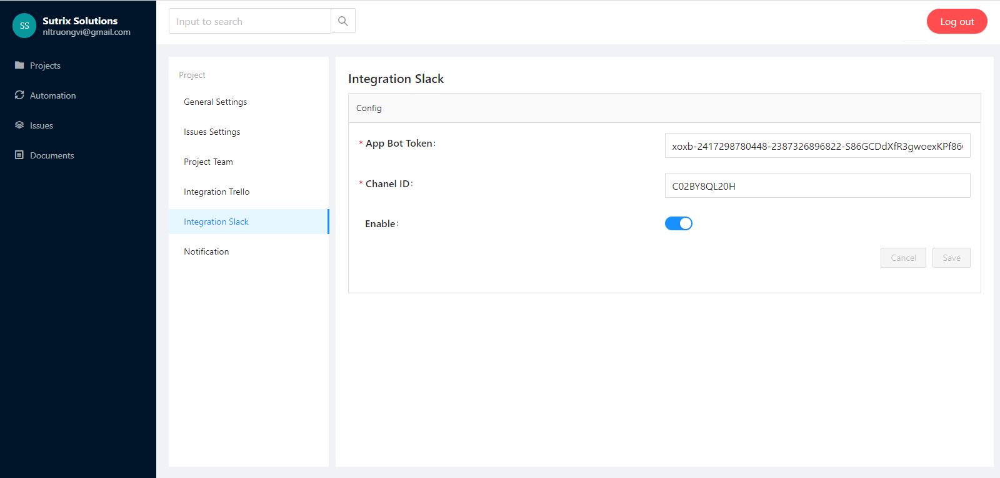 SS
Sutrix Solutions
nltruongvi@gmail.com
Projects
Automation
Issues
Documents
Input to search
Log out
Project
General Settings
Issues Settings
Project Team
Integration Trello
Integration Slack
Notification
Integration Slack
Config
* App Bot Token:
xoxb-2417298780448-2387326896822-S86GCDdXfR3gwoexKPf86
* Chanel ID:
C02BY8QL20H
Enable:
Cancel
Save